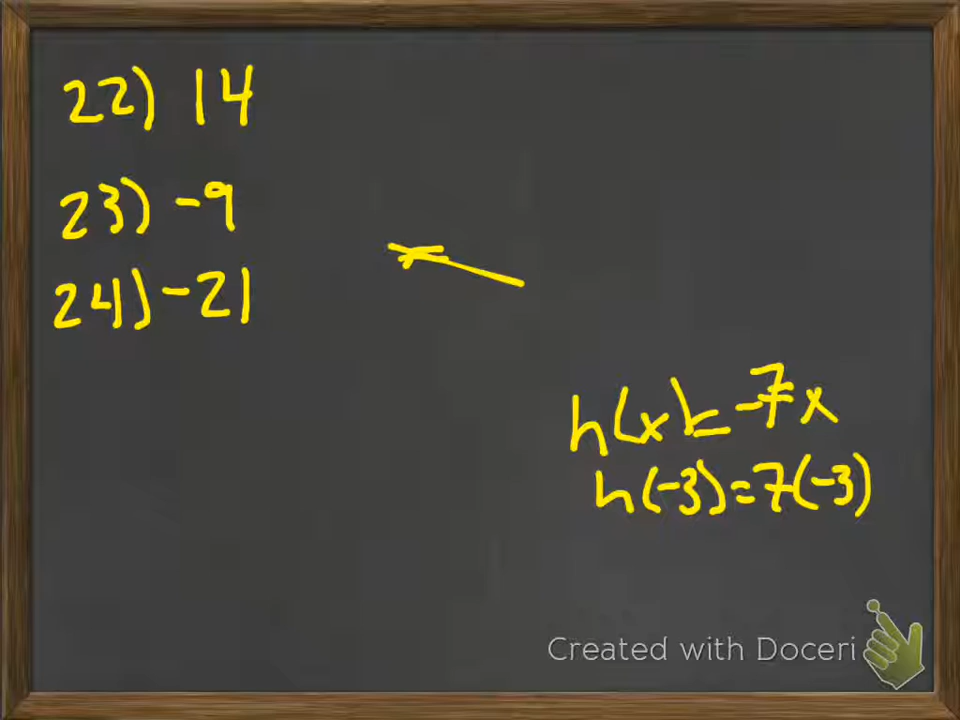 22) 14
23) -9
24) -21
h(x)=-7x
h(-3)=7(-3)
Created with Doceri